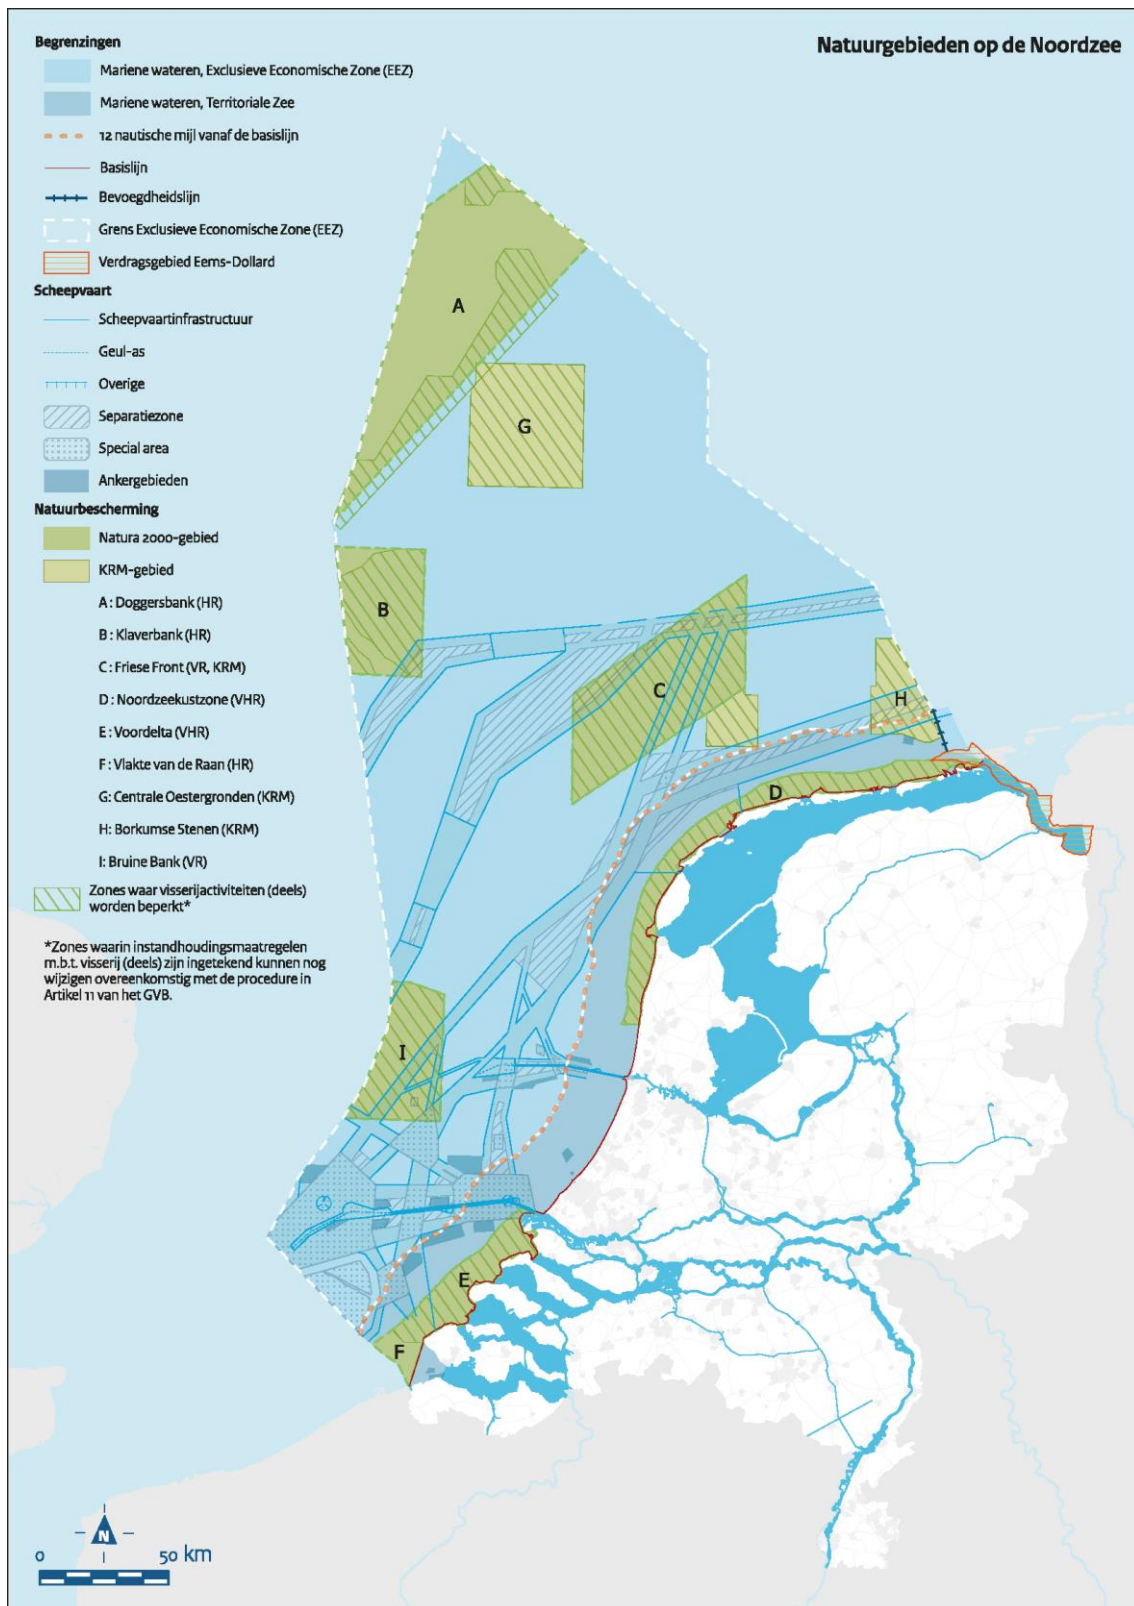 Natuurgebieden op de Noordzee
Begrenzingen
Mariene wateren, Exclusieve Economische Zone (EEZ)
Mariene wateren, Territoriale Zee
12 nautische mijl vanaf de basislijn
Basislijn
Bevoegdheidslijn
Grens Exclusieve Economische Zone (EEZ)
Verdragsgebied Eems-Dollard
Scheepvaart
Scheepvaartinfrastructuur
Geul-as
Overige
Separatiezone
Special area
Ankergebieden
Natuurbescherming
Natura 2000-gebied
KRM-gebied
A : Doggersbank (HR)
B : Klaverbank (HR)
C : Friese Front (VR, KRM)
D : Noordzeekustzone (VHR)
E : Voordelta (VHR)
F : Vlakte van de Raan (HR)
G: Centrale Oestergronden (KRM)
H: Borkumse Stenen (KRM)
I: Bruine Bank (VR)
Zones waar visserijactiviteiten (deels)
worden beperkt*
*Zones waarin instandhoudingsmaatregelen
m.b.t. visserij (deels) zijn ingetekend kunnen nog
wijzigen overeenkomstig met de procedure in
Artikel 11 van het GVB.
A
G
B
C
H
D
I
E
F
N
0 50 km